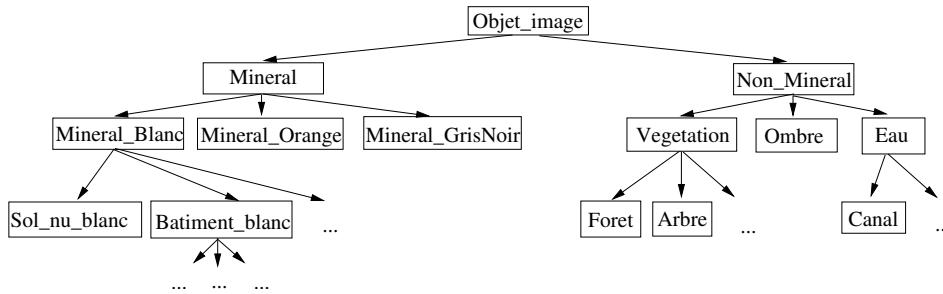 Objet_image
Mineral
Non_Mineral
Mineral_Blanc
Mineral_Orange
Mineral_GrisNoir
Vegetation
Ombre
Eau
Sol_nu_blanc
Batiment_blanc
...
Foret
Arbre
...
Canal
...
... ... ...